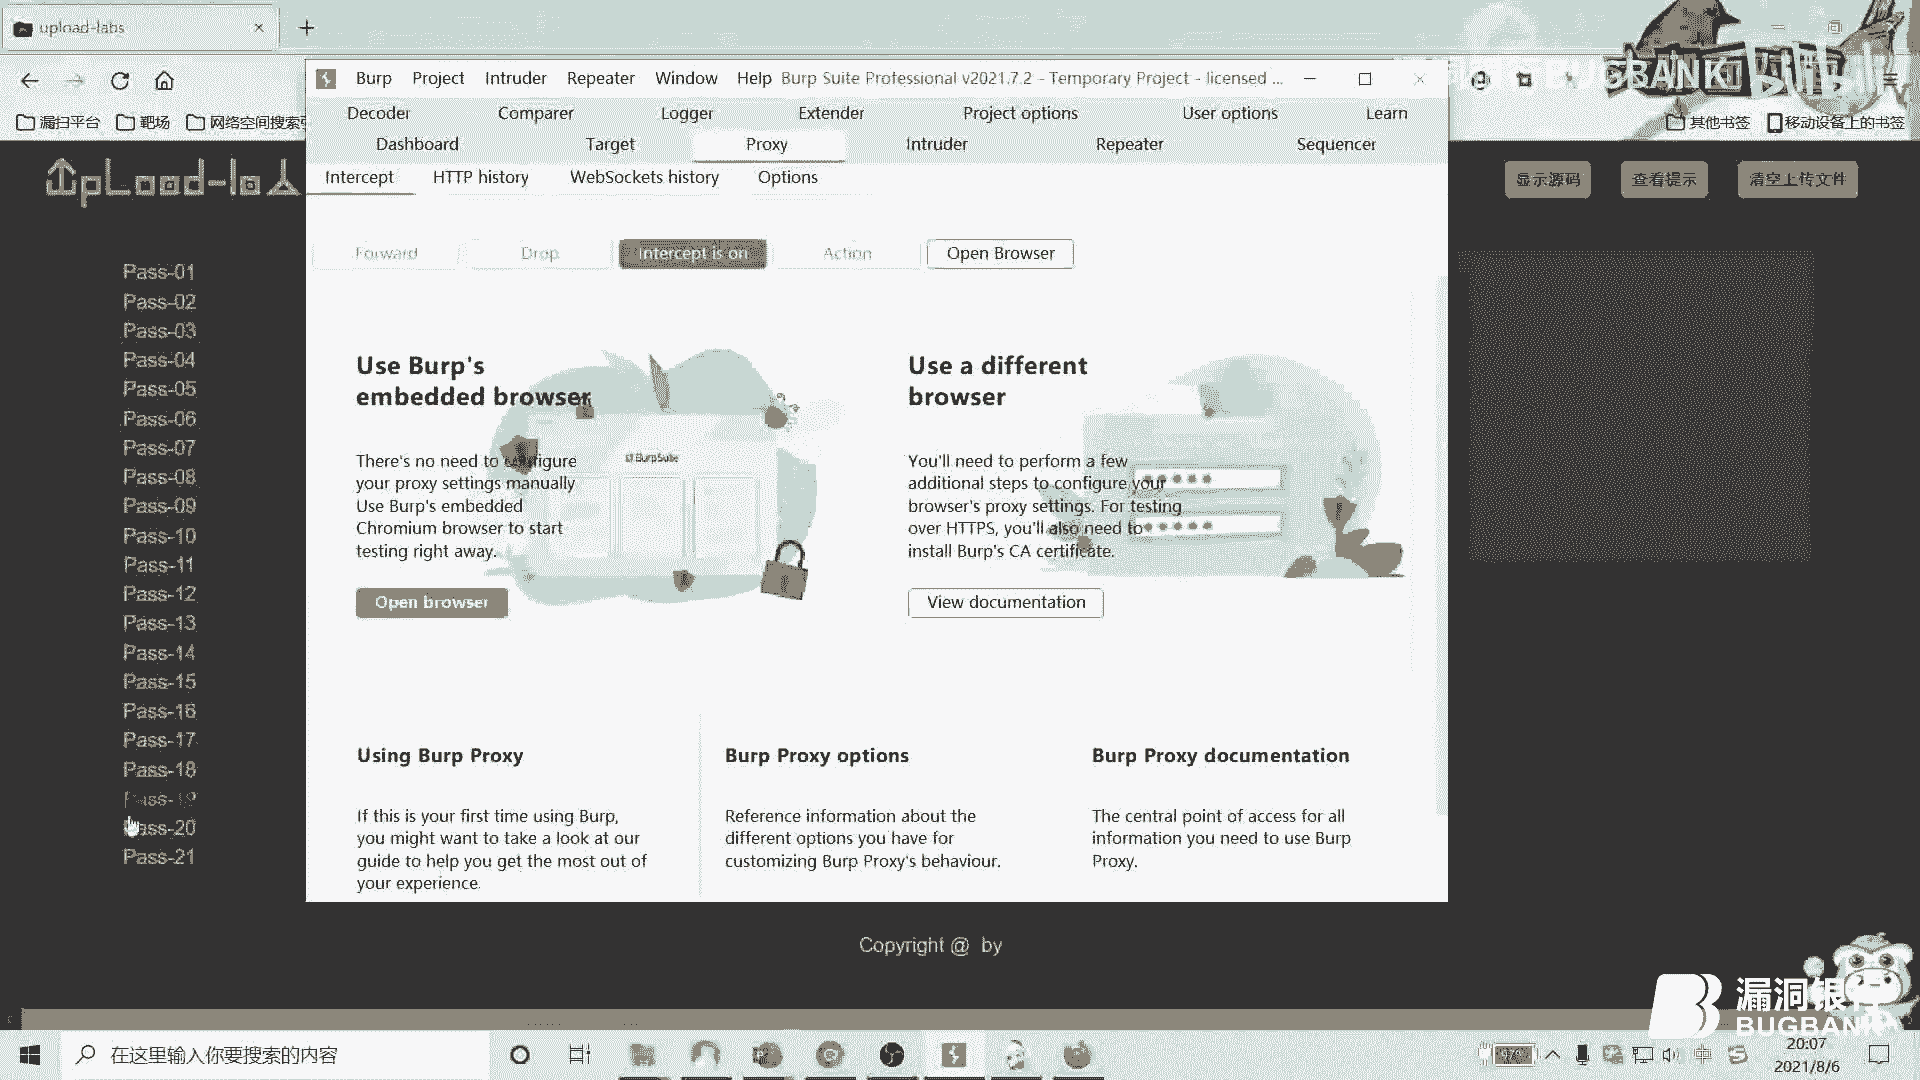 upload-labs
BUGBANK bilibili
Burp Project Intruder Repeater Window Help Burp Suite Professional v2021.7.2 - Temporary Project - licensed ...
漏扫平台 靶场 网络空间搜索
其他书签 移动设备上的书签
Decoder Comparer Logger Extender Project options User options Learn
Dashboard Target Proxy Intruder Repeater Sequencer
Intercept HTTP history WebSockets history Options
UpLoad-la
显示源码 查看提示 清空上传文件
Forward Drop Intercept is on Action Open Browser
Pass-01
Pass-02
Pass-03
Pass-04
Pass-05
Pass-06
Pass-07
Pass-08
Pass-09
Pass-10
Pass-11
Pass-12
Pass-13
Pass-14
Pass-15
Pass-16
Pass-17
Pass-18
Pass-19
Pass-20
Pass-21
Use Burp's
embedded browser
There's no need to configure
your proxy settings manually
Use Burp's embedded
Chromium browser to start
testing right away.
Open browser
BurpSuite
Use a different
browser
You'll need to perform a few
additional steps to configure your
browser's proxy settings. For testing
over HTTPS, you'll also need to
install Burp's CA certificate.
View documentation
Using Burp Proxy
If this is your first time using Burp,
you might want to take a look at our
guide to help you get the most out of
your experience.
Burp Proxy options
Reference information about the
different options you have for
customizing Burp Proxy's behaviour.
Burp Proxy documentation
The central point of access for all
information you need to use Burp
Proxy.
Copyright @ by
漏洞银行
BUGBANK
在这里输入你要搜索的内容
97%
中
20:07
2021/8/6